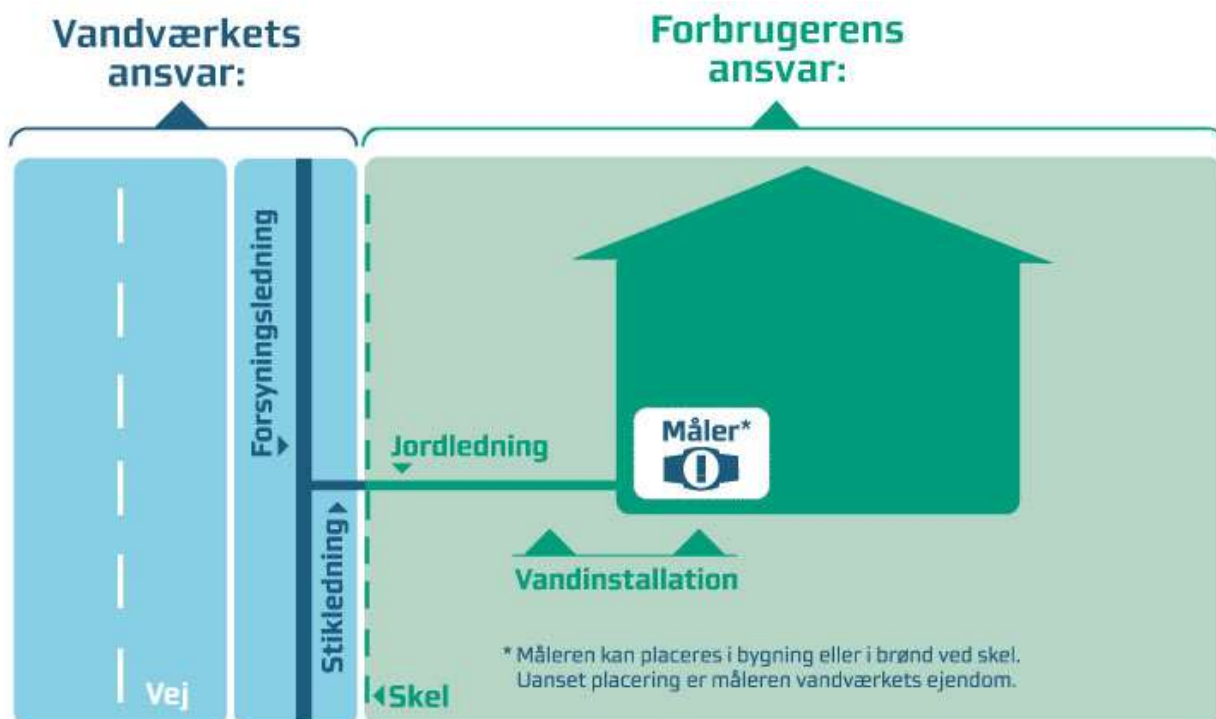 Vandværkets
ansvar:
Forbrugerens
ansvar:
Forsyningsledning
Stikledning
Vej
Jordledning
Måler*
Vandinstallation
* Måleren kan placeres i bygning eller i brønd ved skel.
Uanset placering er måleren vandværkets ejendom.
Skel